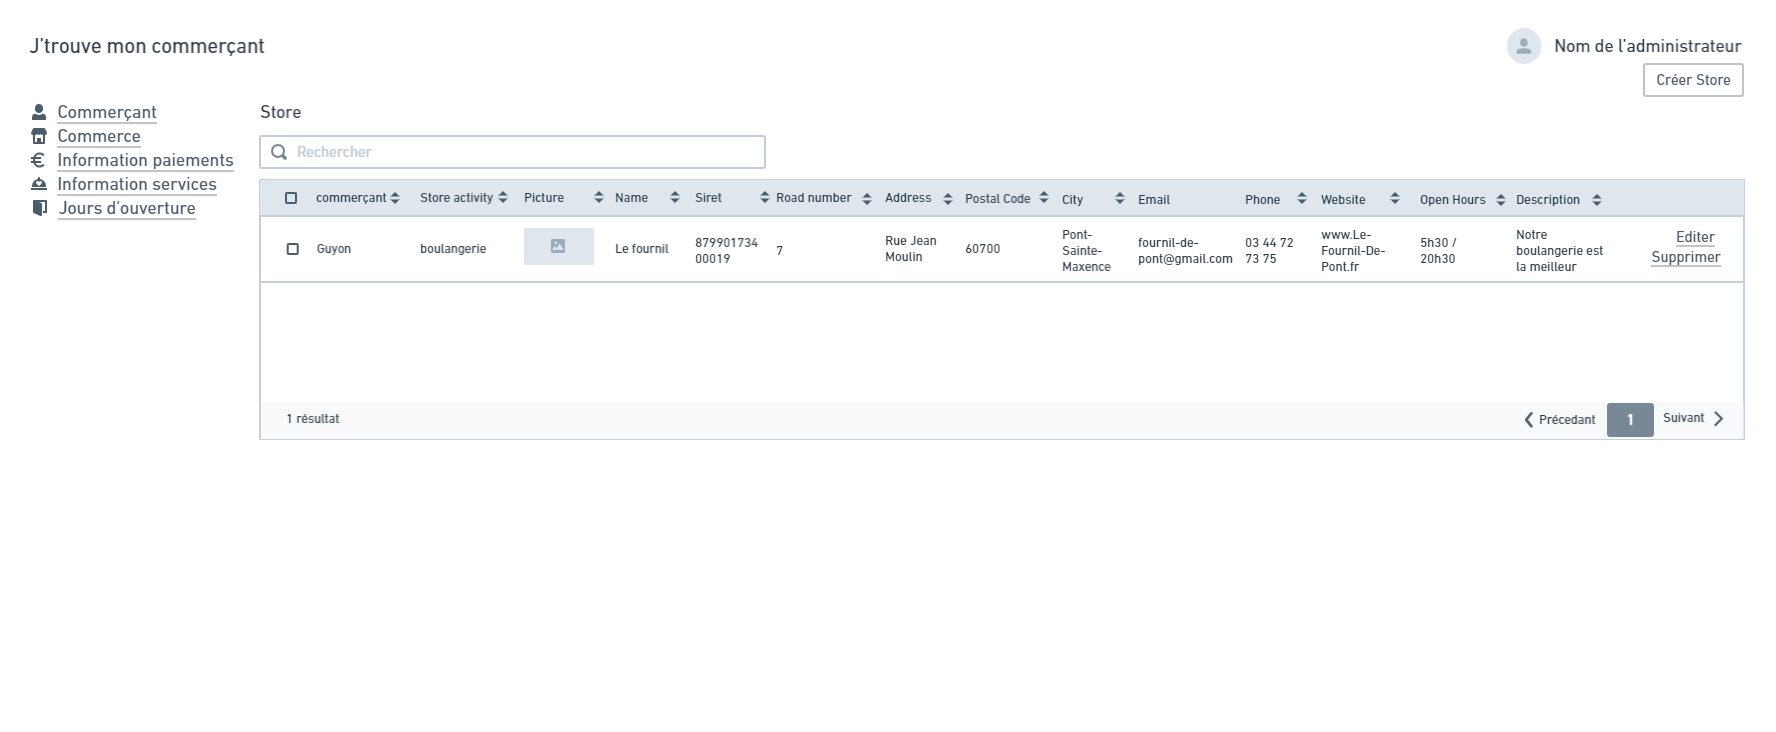 J'trouve mon commerçant
Nom de l'administrateur
Créer Store
Commerçant
Commerce
Information paiements
Information services
Jours d'ouverture
Store
Rechercher
commerçant Store activity Picture Name Siret Road number Address Postal Code City Email Phone Website Open Hours Description
Guyon
boulangerie
Le fournil
879901734
00019
7
Rue Jean
Moulin
60700
Pont-
Sainte-
Maxence
fournil-de-
pont@gmail.com
03 44 72
73 75
www.Le-
Fournil-De-
Pont.fr
5h30 /
20h30
Notre
boulangerie est
la meilleur
Editer
Supprimer
1 résultat
Précedant 1 Suivant